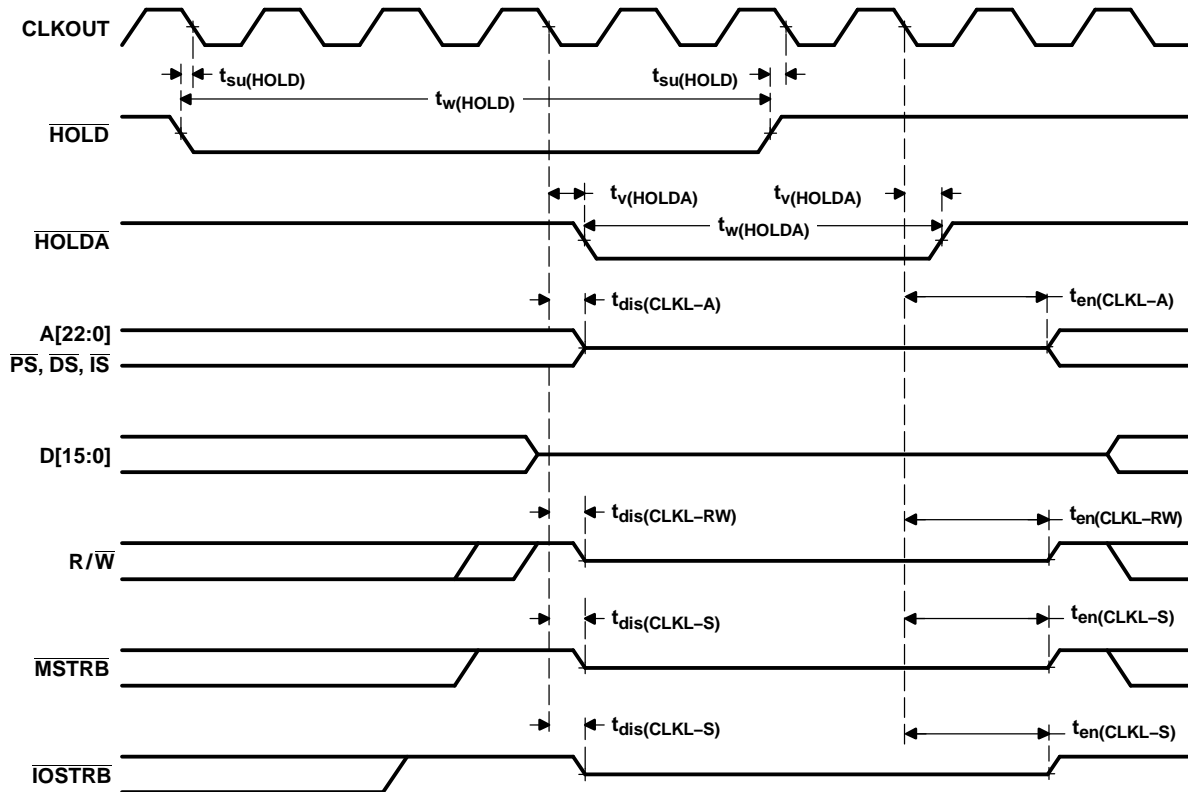 CLKOUT
tsu(HOLD)
tsu(HOLD)
tw(HOLD)
HOLD
tv(HOLDA)
tv(HOLDA)
tw(HOLDA)
HOLDA
tdis(CLKL–A)
ten(CLKL–A)
A[22:0]
PS, DS, IS
D[15:0]
tdis(CLKL–RW)
ten(CLKL–RW)
R/W
tdis(CLKL–S)
ten(CLKL–S)
MSTRB
tdis(CLKL–S)
ten(CLKL–S)
IOSTRB